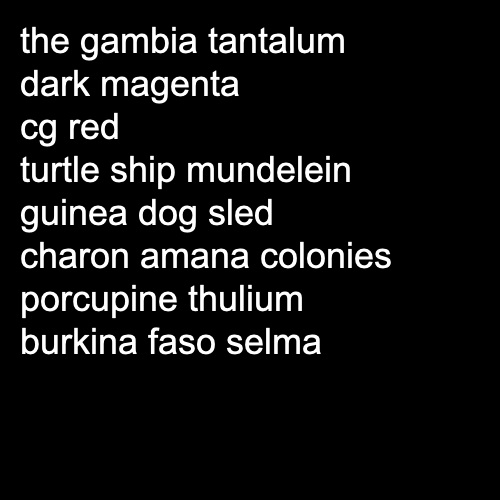 the gambia tantalum
dark magenta
cg red
turtle ship mundelein
guinea dog sled
charon amana colonies
porcupine thulium
burkina faso selma